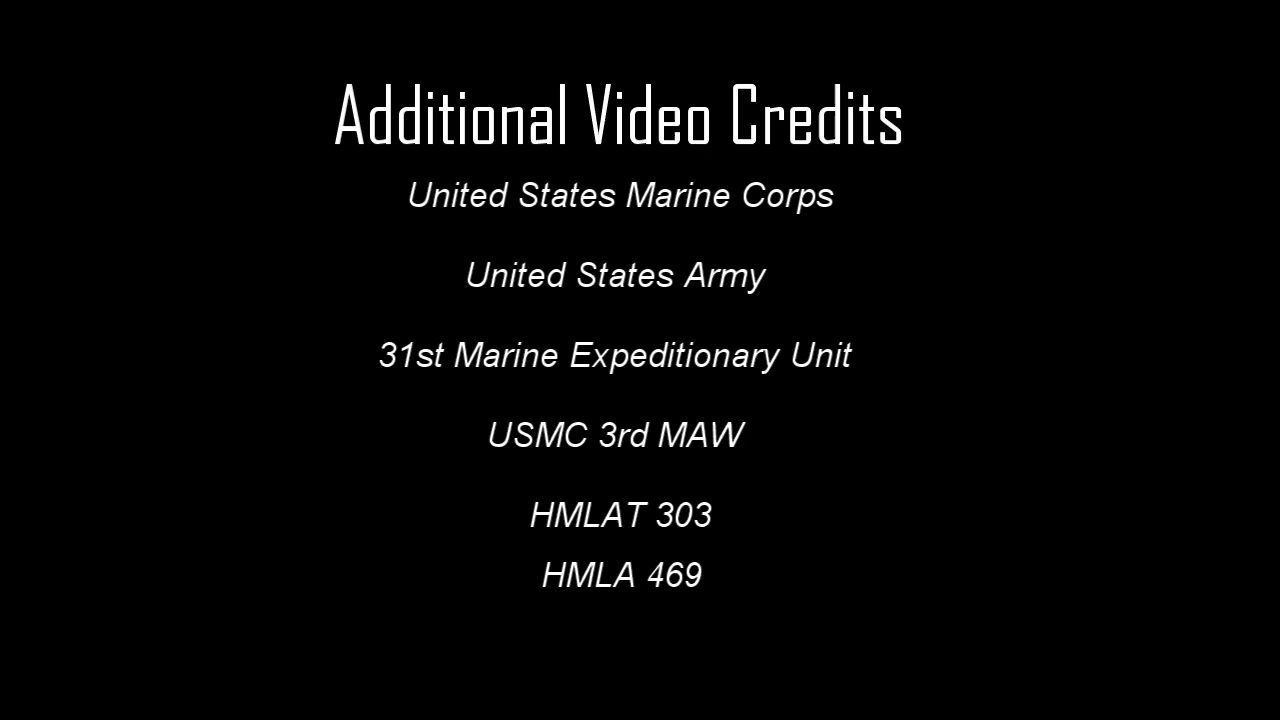 Additional Video Credits
United States Marine Corps
United States Army
31st Marine Expeditionary Unit
USMC 3rd MAW
HMLAT 303
HMLA 469